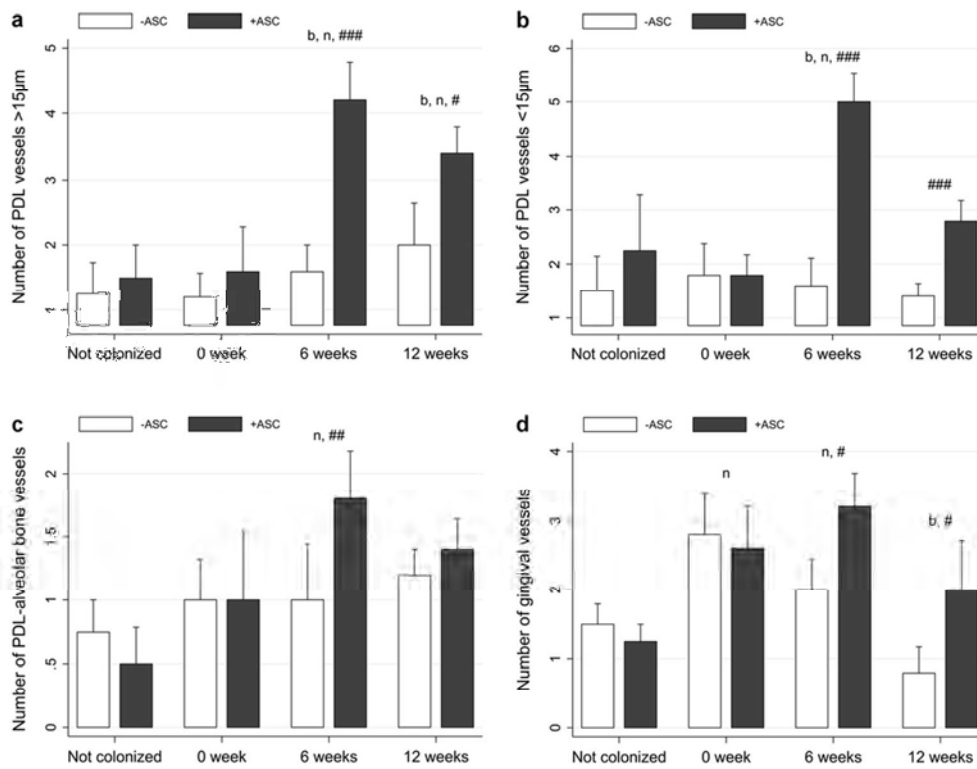 a
-ASC +ASC
b, n, ###
b, n, #
Number of PDL vessels >15µm
5
4
3
2
1
Not colonized 0 week 6 weeks 12 weeks
b
-ASC +ASC
b, n, ###
###
Number of PDL vessels <15µm
6
5
4
3
2
1
Not colonized 0 week 6 weeks 12 weeks
c
-ASC +ASC
n, ##
Number of PDL-alveolar bone vessels
2
1.5
1
.5
0
Not colonized 0 week 6 weeks 12 weeks
d
-ASC +ASC
n
n, #
b, #
Number of gingival vessels
4
3
2
1
0
Not colonized 0 week 6 weeks 12 weeks